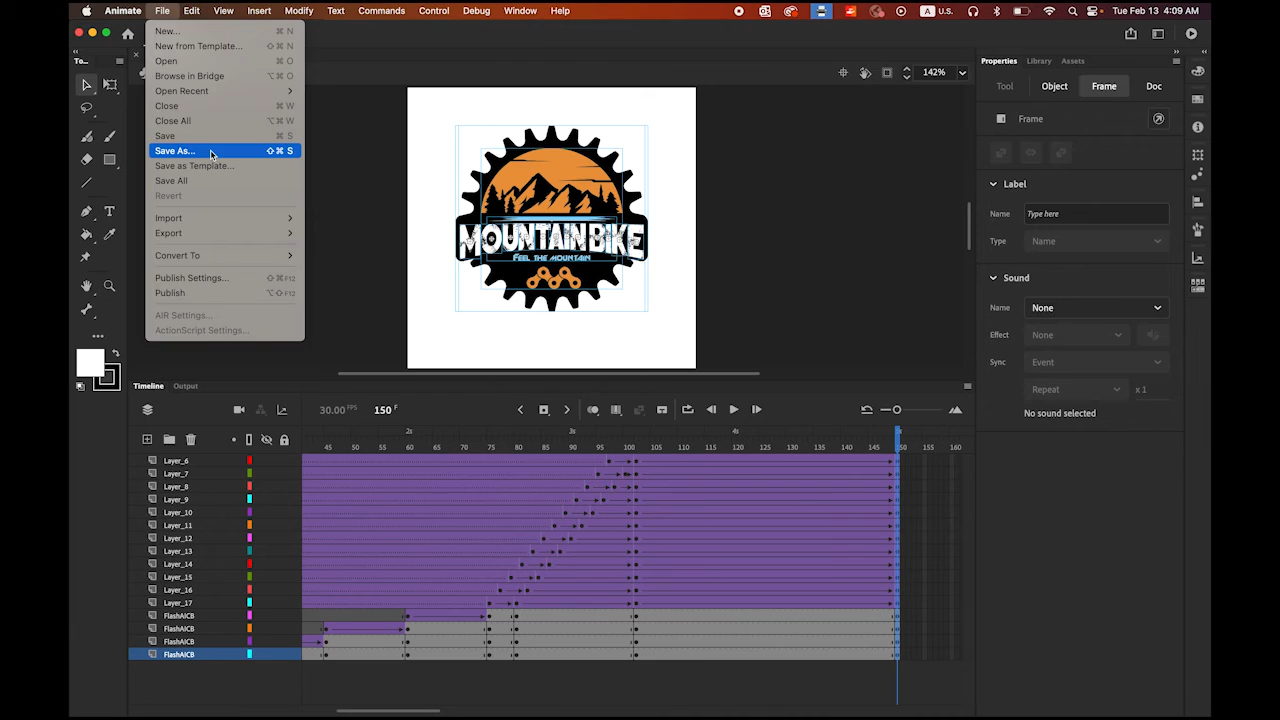 Animate File Edit View Insert Modify Text Commands Control Debug Window Help A U.S. Tue Feb 13 4:09 AM
New... ⌘ N
New from Template... ⇧ ⌘ N
Open ⌘ O
Browse in Bridge ⌥ ⌘ O
Open Recent
Close ⌘ W
Close All ⌥ ⌘ W
Save ⌘ S
Save As... ⇧ ⌘ S
Save as Template...
Save All
Revert
Import
Export
Convert To
Publish Settings... ⇧⌘F12
Publish ⌥⇧F12
AIR Settings...
ActionScript Settings...
To...
142%
MOUNTAIN BIKE
FEEL THE MOUNTAIN
Properties Library Assets
Tool Object Frame Doc
Frame
Label
Name Type here
Type Name
Sound
Name None
Effect None
Sync Event
Repeat x 1
No sound selected
Timeline Output
30.00 FPS 150 F
2s 3s 4s
45 50 55 60 65 70 75 80 85 90 95 100 105 110 115 120 125 130 135 140 145 155 160
Layer_6
Layer_7
Layer_8
Layer_9
Layer_10
Layer_11
Layer_12
Layer_13
Layer_14
Layer_15
Layer_16
Layer_17
FlashAICB
FlashAICB
FlashAICB
FlashAICB